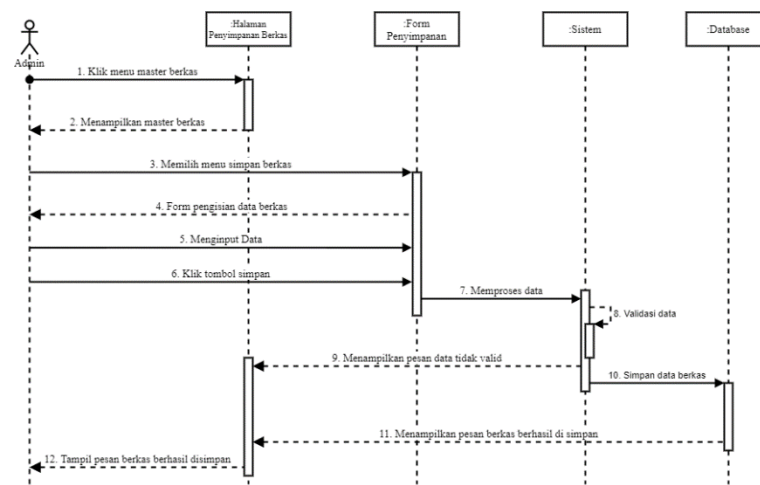 :Halaman
Penyimpanan Berkas
:Form
Penyimpanan
:Sistem
:Database
Admin
1. Klik menu master berkas
2. Menampilkan master berkas
3. Memilih menu simpan berkas
4. Form pengisian data berkas
5. Menginput Data
6. Klik tombol simpan
7. Memproses data
8. Validasi data
9. Menampilkan pesan data tidak valid
10. Simpan data berkas
11. Menampilkan pesan berkas berhasil di simpan
12. Tampil pesan berkas berhasil disimpan